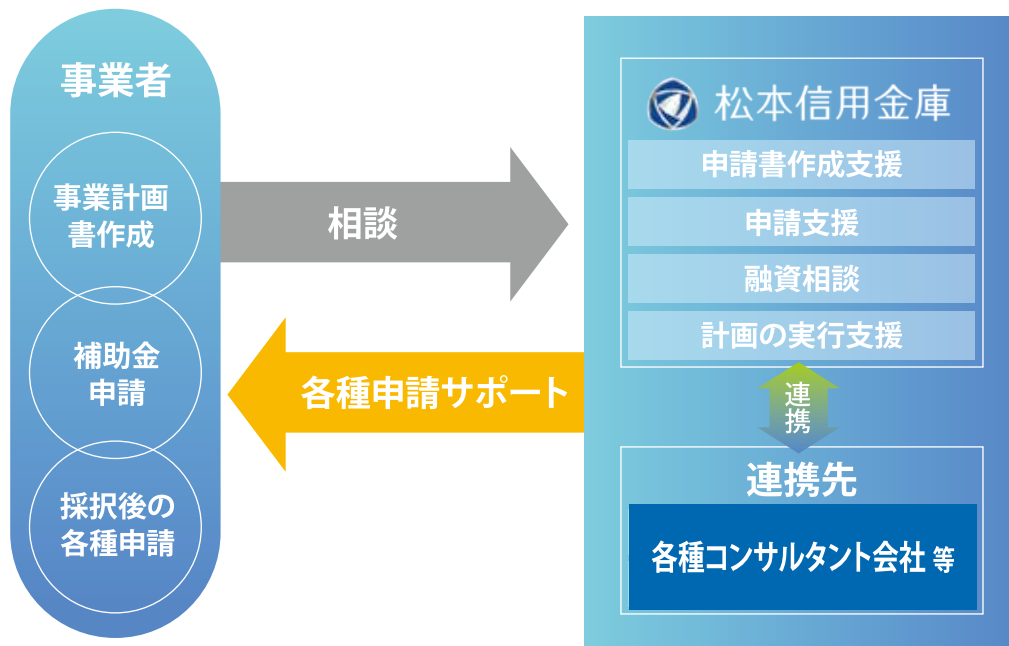 事業者
事業計画
書作成
補助金
申請
採択後の
各種申請
相談
各種申請サポート
松本信用金庫
申請書作成支援
申請支援
融資相談
計画の実行支援
連
携
連携先
各種コンサルタント会社 等